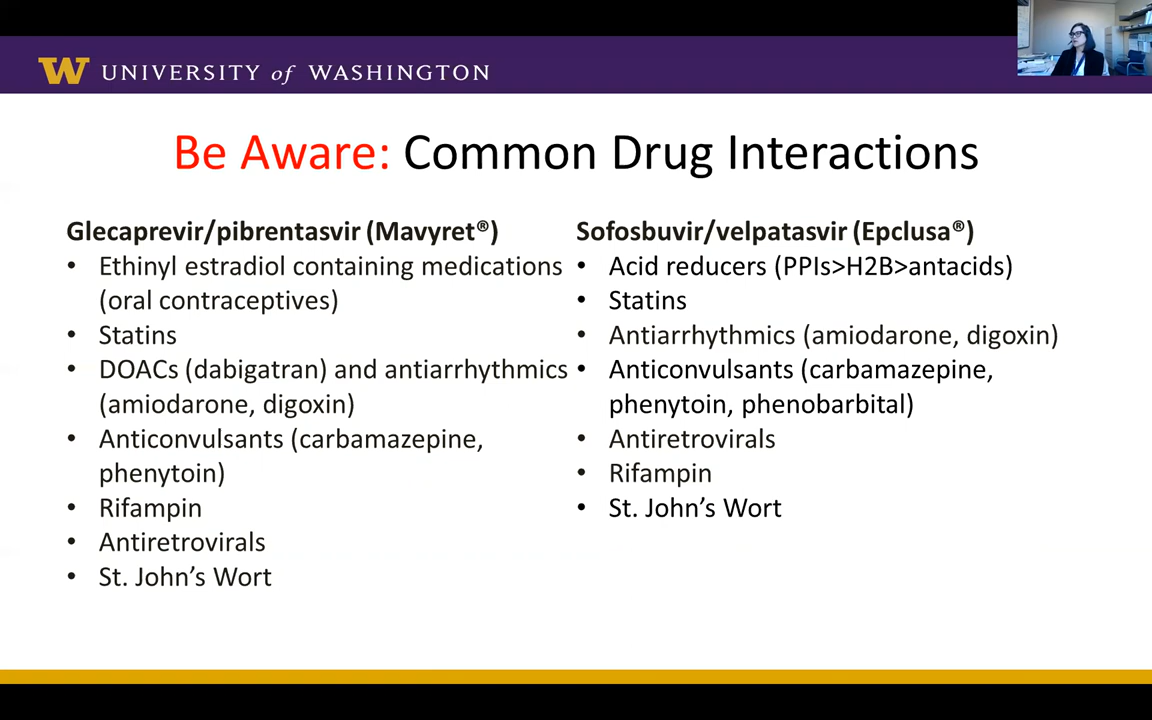 W UNIVERSITY of WASHINGTON
Be Aware: Common Drug Interactions
Glecaprevir/pibrentasvir (Mavyret®)
• Ethinyl estradiol containing medications
(oral contraceptives)
• Statins
• DOACs (dabigatran) and antiarrhythmics
(amiodarone, digoxin)
• Anticonvulsants (carbamazepine,
phenytoin)
• Rifampin
• Antiretrovirals
• St. John’s Wort
Sofosbuvir/velpatasvir (Epclusa®)
• Acid reducers (PPIs>H2B>antacids)
• Statins
• Antiarrhythmics (amiodarone, digoxin)
• Anticonvulsants (carbamazepine,
phenytoin, phenobarbital)
• Antiretrovirals
• Rifampin
• St. John’s Wort